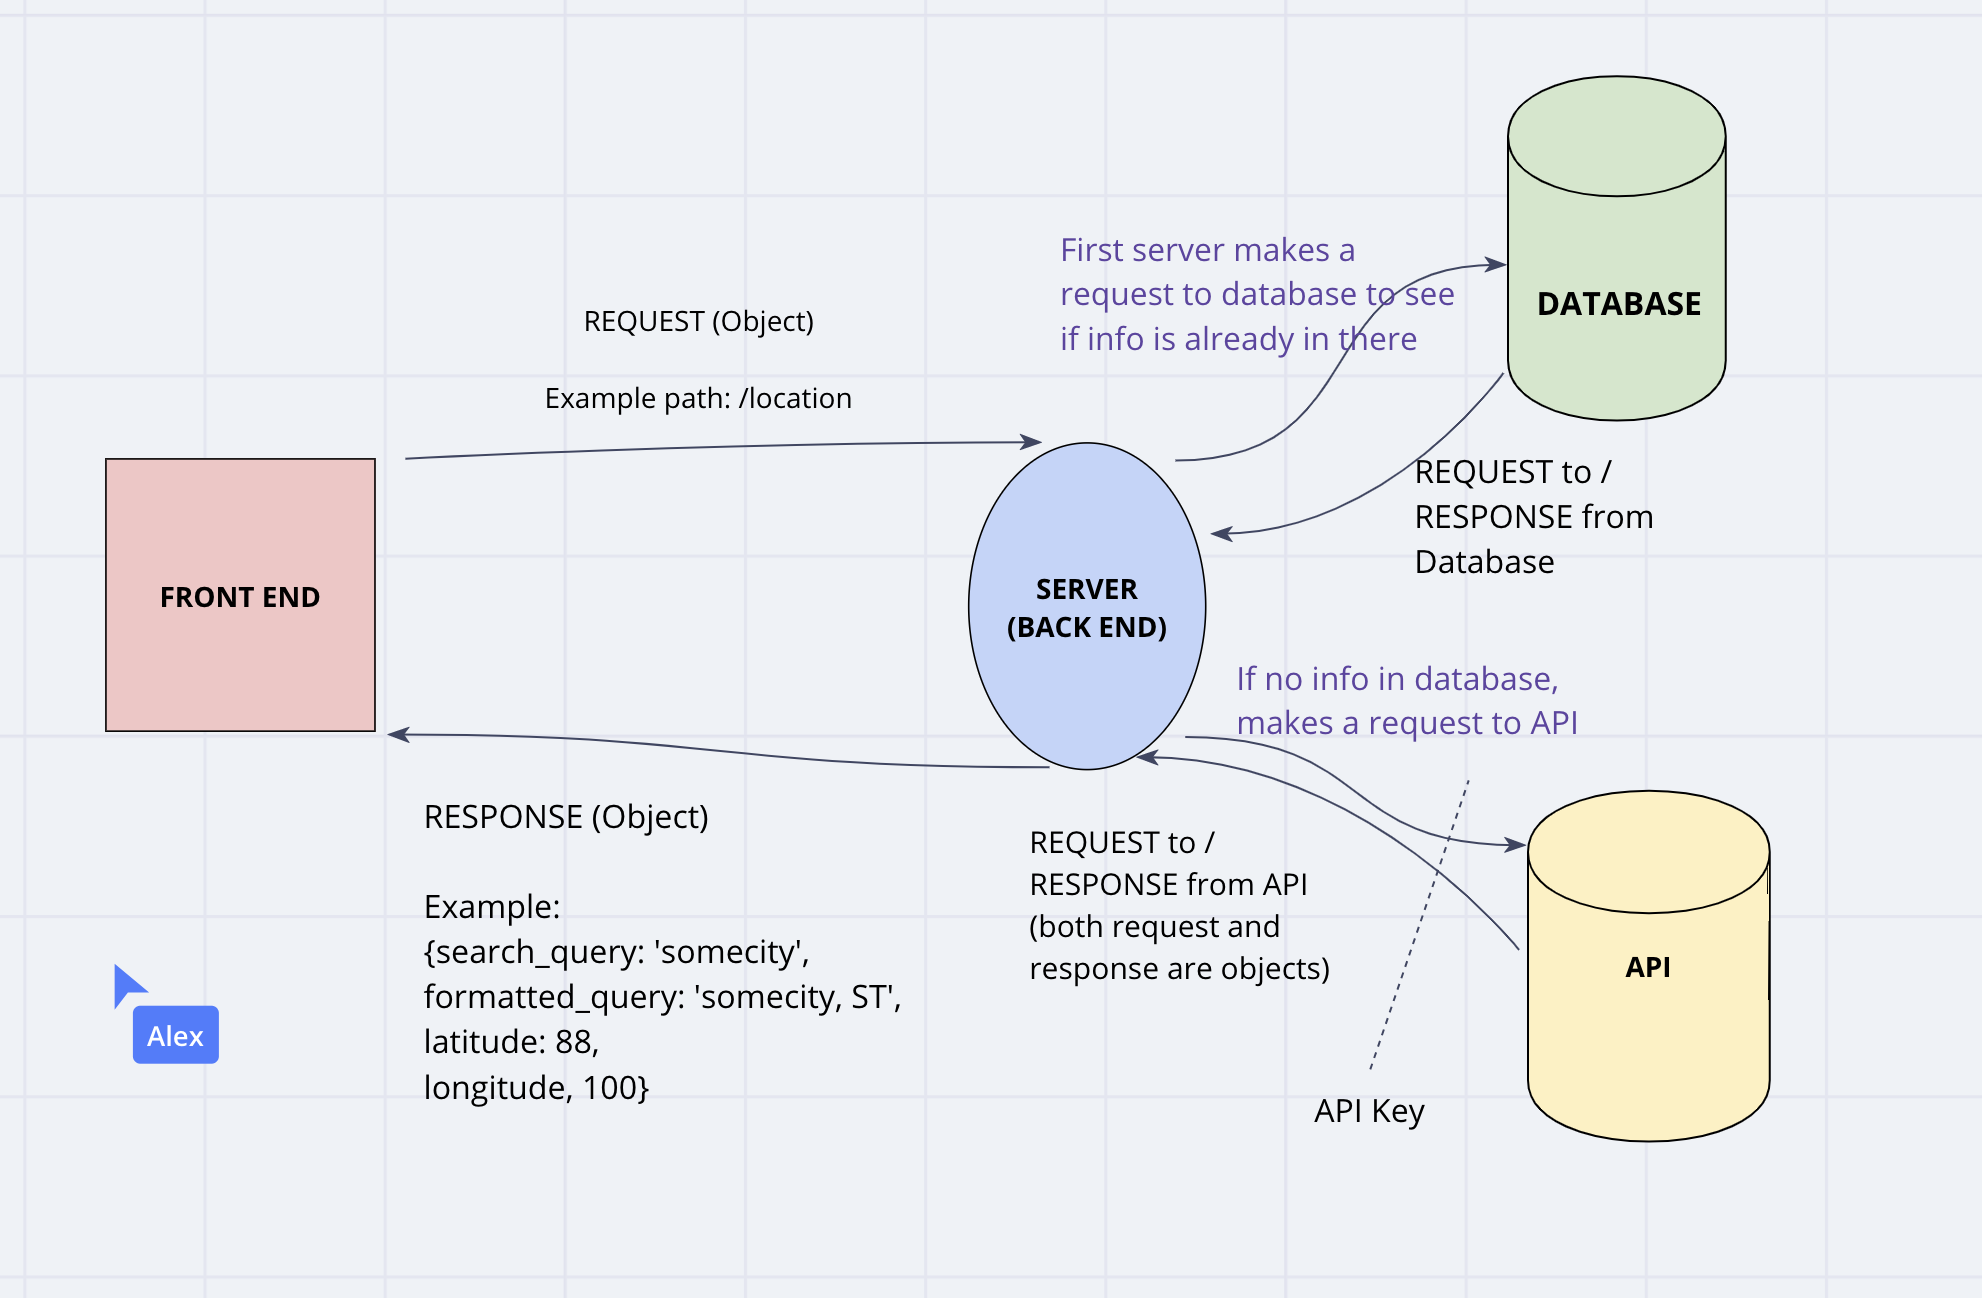 First server makes a
request to database to see
if info is already in there
DATABASE
REQUEST (Object)
Example path: /location
REQUEST to /
RESPONSE from
Database
FRONT END
SERVER
(BACK END)
If no info in database,
makes a request to API
RESPONSE (Object)
Example:
{search_query: 'somecity',
formatted_query: 'somecity, ST',
latitude: 88,
longitude, 100}
REQUEST to /
RESPONSE from API
(both request and
response are objects)
API
Alex
API Key